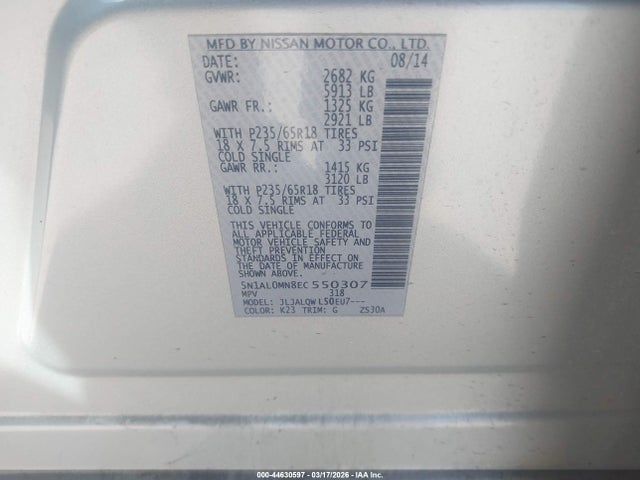 MFD BY NISSAN MOTOR CO., LTD.
DATE: 08/14
GVWR: 2682 KG
5913 LB
GAWR FR.: 1325 KG
2921 LB
WITH P235/65R18 TIRES
18 X 7.5 RIMS AT 33 PSI
COLD SINGLE
GAWR RR.: 1415 KG
3120 LB
WITH P235/65R18 TIRES
18 X 7.5 RIMS AT 33 PSI
COLD SINGLE
THIS VEHICLE CONFORMS TO
ALL APPLICABLE FEDERAL
MOTOR VEHICLE SAFETY AND
THEFT PREVENTION
STANDARDS IN EFFECT ON
THE DATE OF MANUFACTURE
SHOWN ABOVE.
5N1AL0MN8EC550307
MPV 318
MODEL: JLJALQWL50EU7---
COLOR: K23 TRIM: G ZS30A
000-44630597 - 03/17/2026 - IAA Inc.